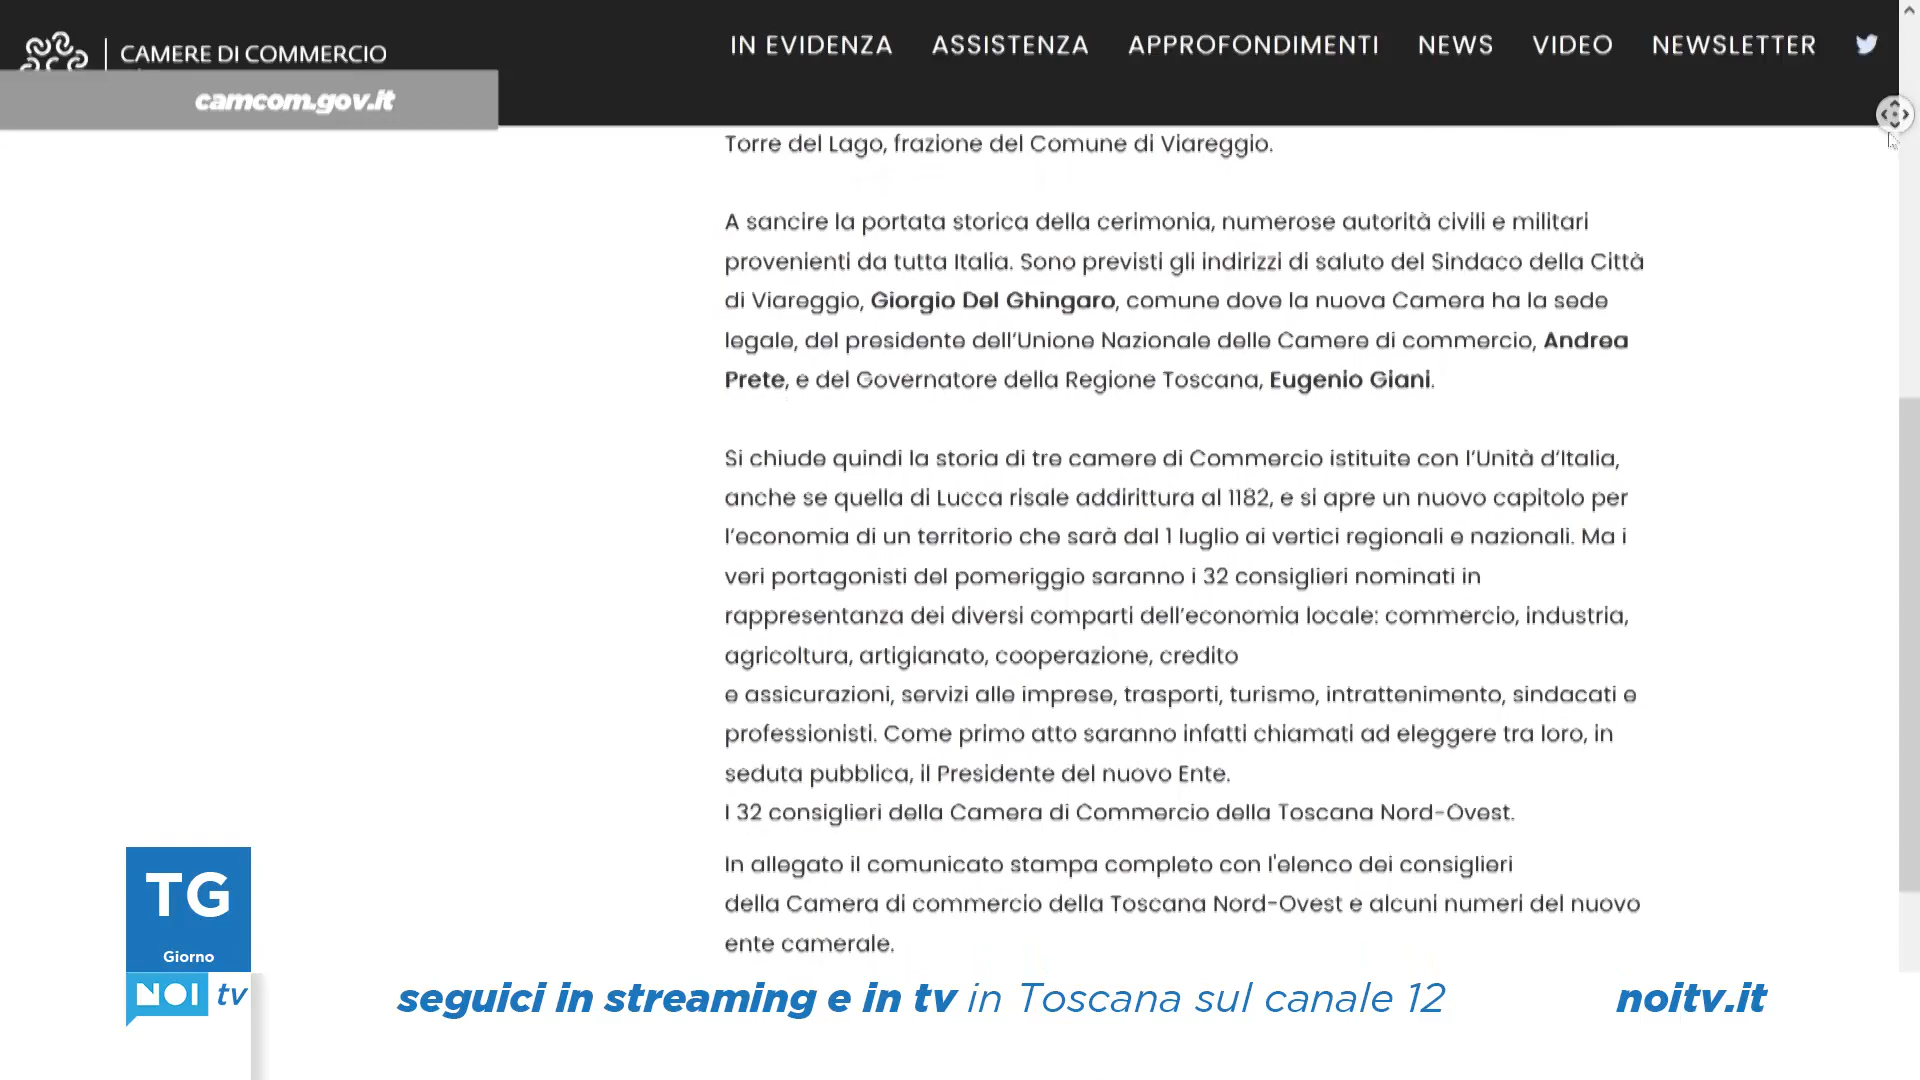 CAMERE DI COMMERCIO
IN EVIDENZA ASSISTENZA APPROFONDIMENTI NEWS VIDEO NEWSLETTER
camcom.gov.it
Torre del Lago, frazione del Comune di Viareggio.
A sancire la portata storica della cerimonia, numerose autorità civili e militari
provenienti da tutta Italia. Sono previsti gli indirizzi di saluto del Sindaco della Città
di Viareggio, Giorgio Del Ghingaro, comune dove la nuova Camera ha la sede
legale, del presidente dell'Unione Nazionale delle Camere di commercio, Andrea
Prete, e del Governatore della Regione Toscana, Eugenio Giani.
Si chiude quindi la storia di tre camere di Commercio istituite con l'Unità d'Italia,
anche se quella di Lucca risale addirittura al 1182, e si apre un nuovo capitolo per
l'economia di un territorio che sarà dal 1 luglio ai vertici regionali e nazionali. Ma i
veri portagonisti del pomeriggio saranno i 32 consiglieri nominati in
rappresentanza dei diversi comparti dell'economia locale: commercio, industria,
agricoltura, artigianato, cooperazione, credito
e assicurazioni, servizi alle imprese, trasporti, turismo, intrattenimento, sindacati e
professionisti. Come primo atto saranno infatti chiamati ad eleggere tra loro, in
seduta pubblica, il Presidente del nuovo Ente.
I 32 consiglieri della Camera di Commercio della Toscana Nord-Ovest.
In allegato il comunicato stampa completo con l'elenco dei consiglieri
della Camera di commercio della Toscana Nord-Ovest e alcuni numeri del nuovo
ente camerale.
TG
Giorno
NOI tv
seguici in streaming e in tv in Toscana sul canale 12
noitv.it